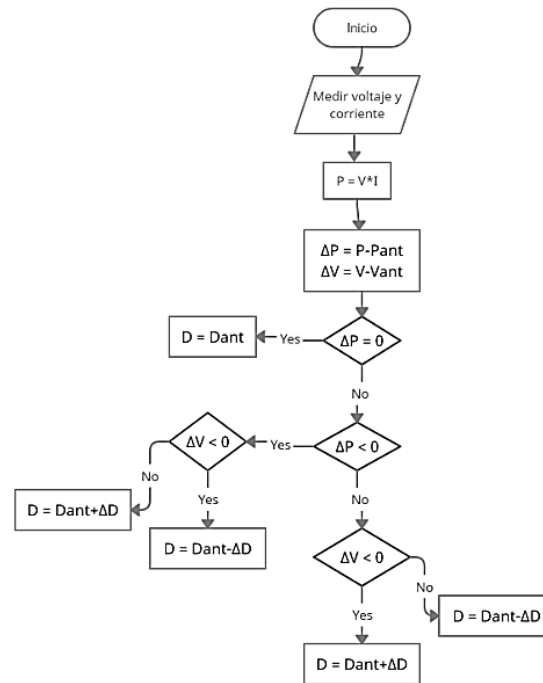 Inicio
Medir voltaje y
corriente
P = V*I
ΔP = P-Pant
ΔV = V-Vant
D = Dant
Yes
ΔP = 0
No
ΔV < 0
Yes
ΔP < 0
No
Yes
No
D = Dant+ΔD
D = Dant-ΔD
ΔV < 0
No
Yes
D = Dant-ΔD
D = Dant+ΔD